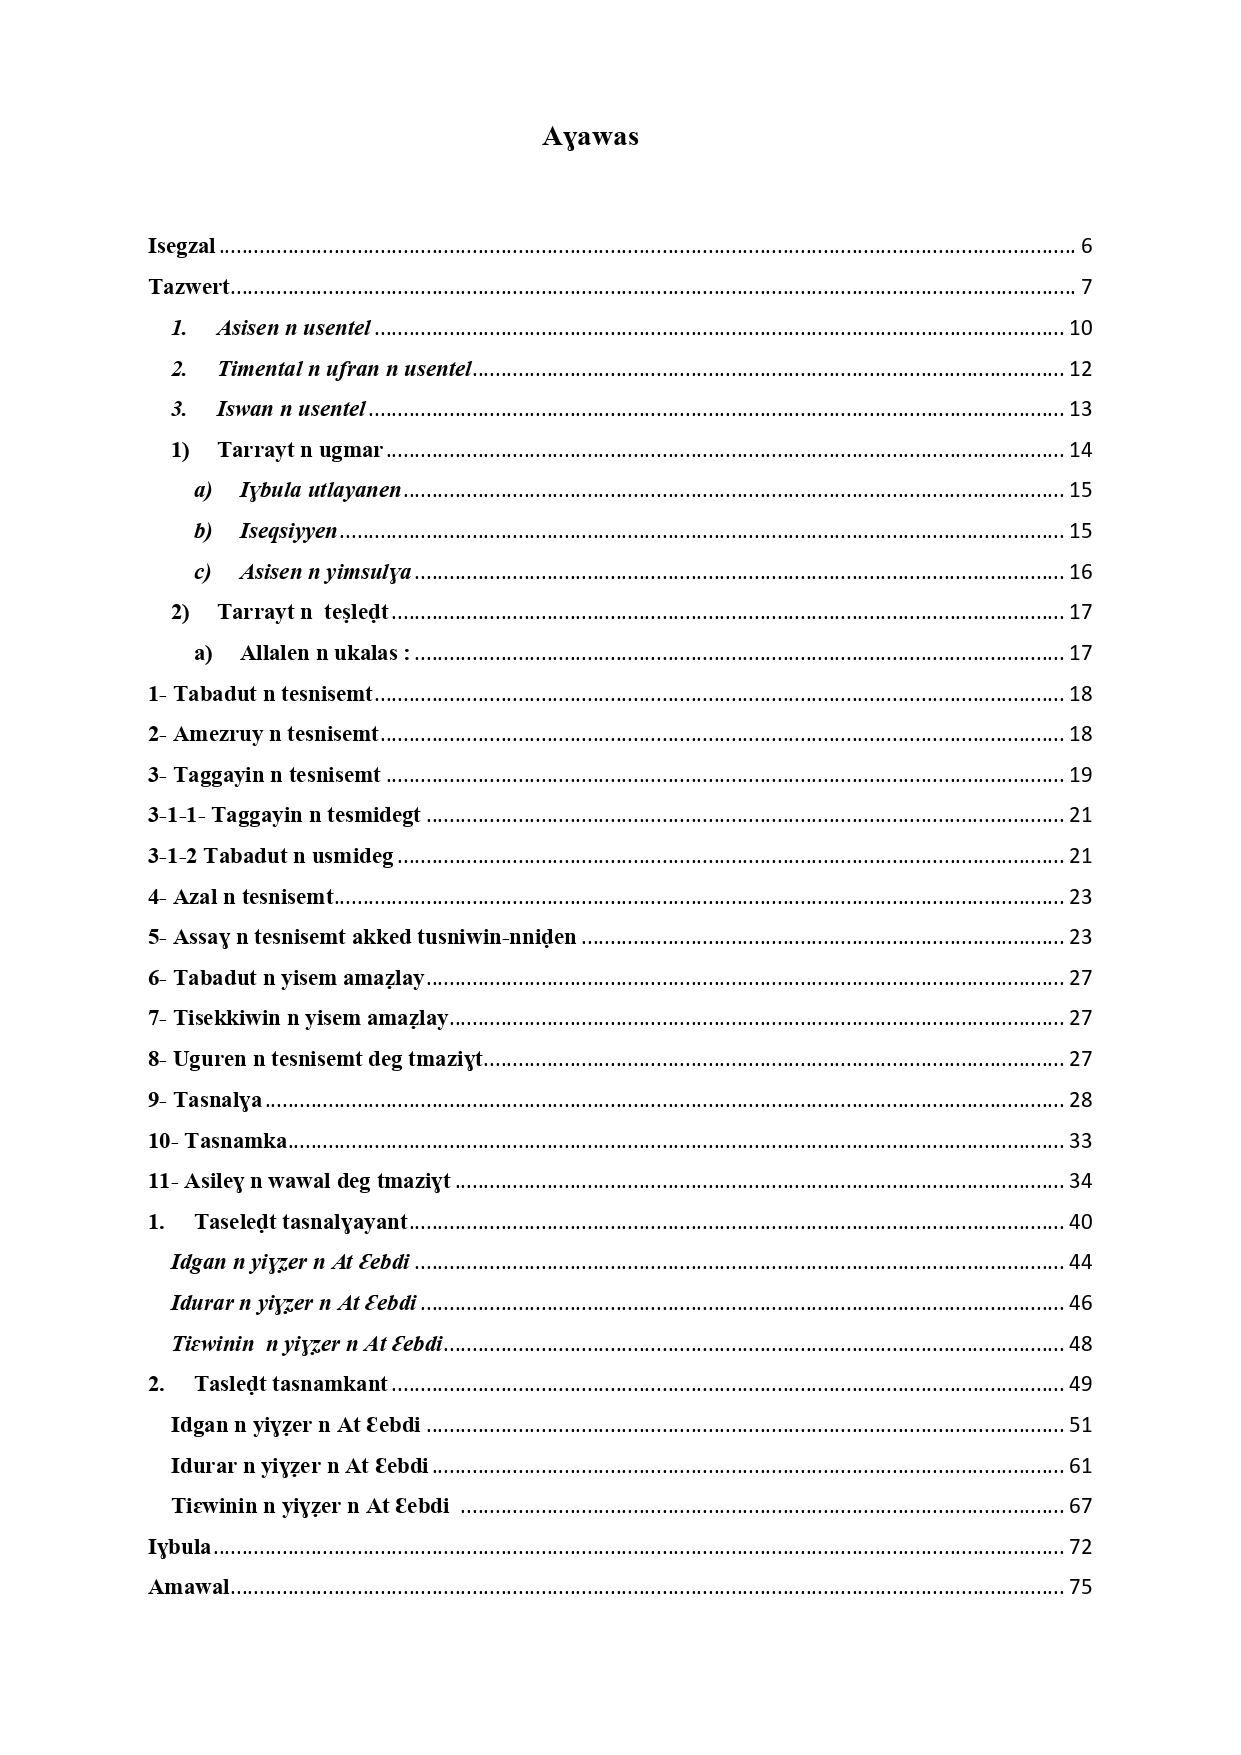 Aɣawas
Isegzal 6
Tazwert 7
1. Asisen n usentel 10
2. Timental n ufran n usentel 12
3. Iswan n usentel 13
1) Tarrayt n ugmar 14
a) Iɣbula utlayanen 15
b) Iseqsiyyen 15
c) Asisen n yimsulɣa 16
2) Tarrayt n teṣleḍt 17
a) Allalen n ukalas : 17
1- Tabadut n tesnisemt 18
2- Amezruy n tesnisemt 18
3- Taggayin n tesnisemt 19
3-1-1- Taggayin n tesmidegt 21
3-1-2 Tabadut n usmideg 21
4- Azal n tesnisemt 23
5- Assaɣ n tesnisemt akked tusniwin-nniḍen 23
6- Tabadut n yisem amaẓlay 27
7- Tisekkiwin n yisem amaẓlay 27
8- Uguren n tesnisemt deg tmaziɣt 27
9- Tasnalɣa 28
10- Tasnamka 33
11- Asileɣ n wawal deg tmaziɣt 34
1. Taseleḍt tasnalɣayant 40
Idgan n yiɣẓer n At Ɛebdi 44
Idurar n yiɣẓer n At Ɛebdi 46
Tiɛwinin n yiɣẓer n At Ɛebdi 48
2. Tasleḍt tasnamkant 49
Idgan n yiɣẓer n At Ɛebdi 51
Idurar n yiɣẓer n At Ɛebdi 61
Tiɛwinin n yiɣẓer n At Ɛebdi 67
Iɣbula 72
Amawal 75